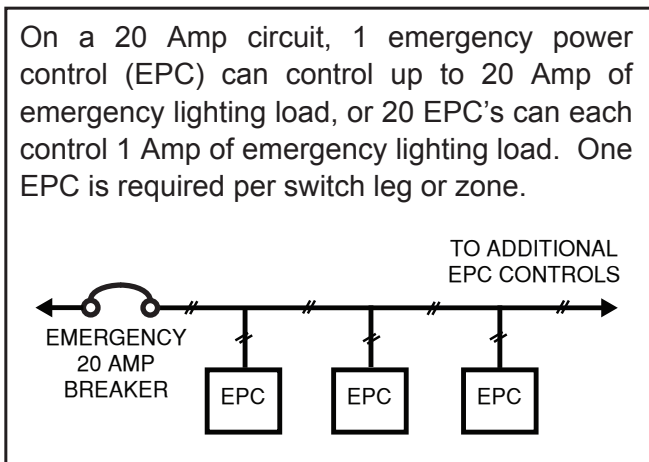 On a 20 Amp circuit, 1 emergency power
control (EPC) can control up to 20 Amp of
emergency lighting load, or 20 EPC's can each
control 1 Amp of emergency lighting load. One
EPC is required per switch leg or zone.
TO ADDITIONAL
EPC CONTROLS
EMERGENCY
20 AMP
BREAKER
EPC
EPC
EPC